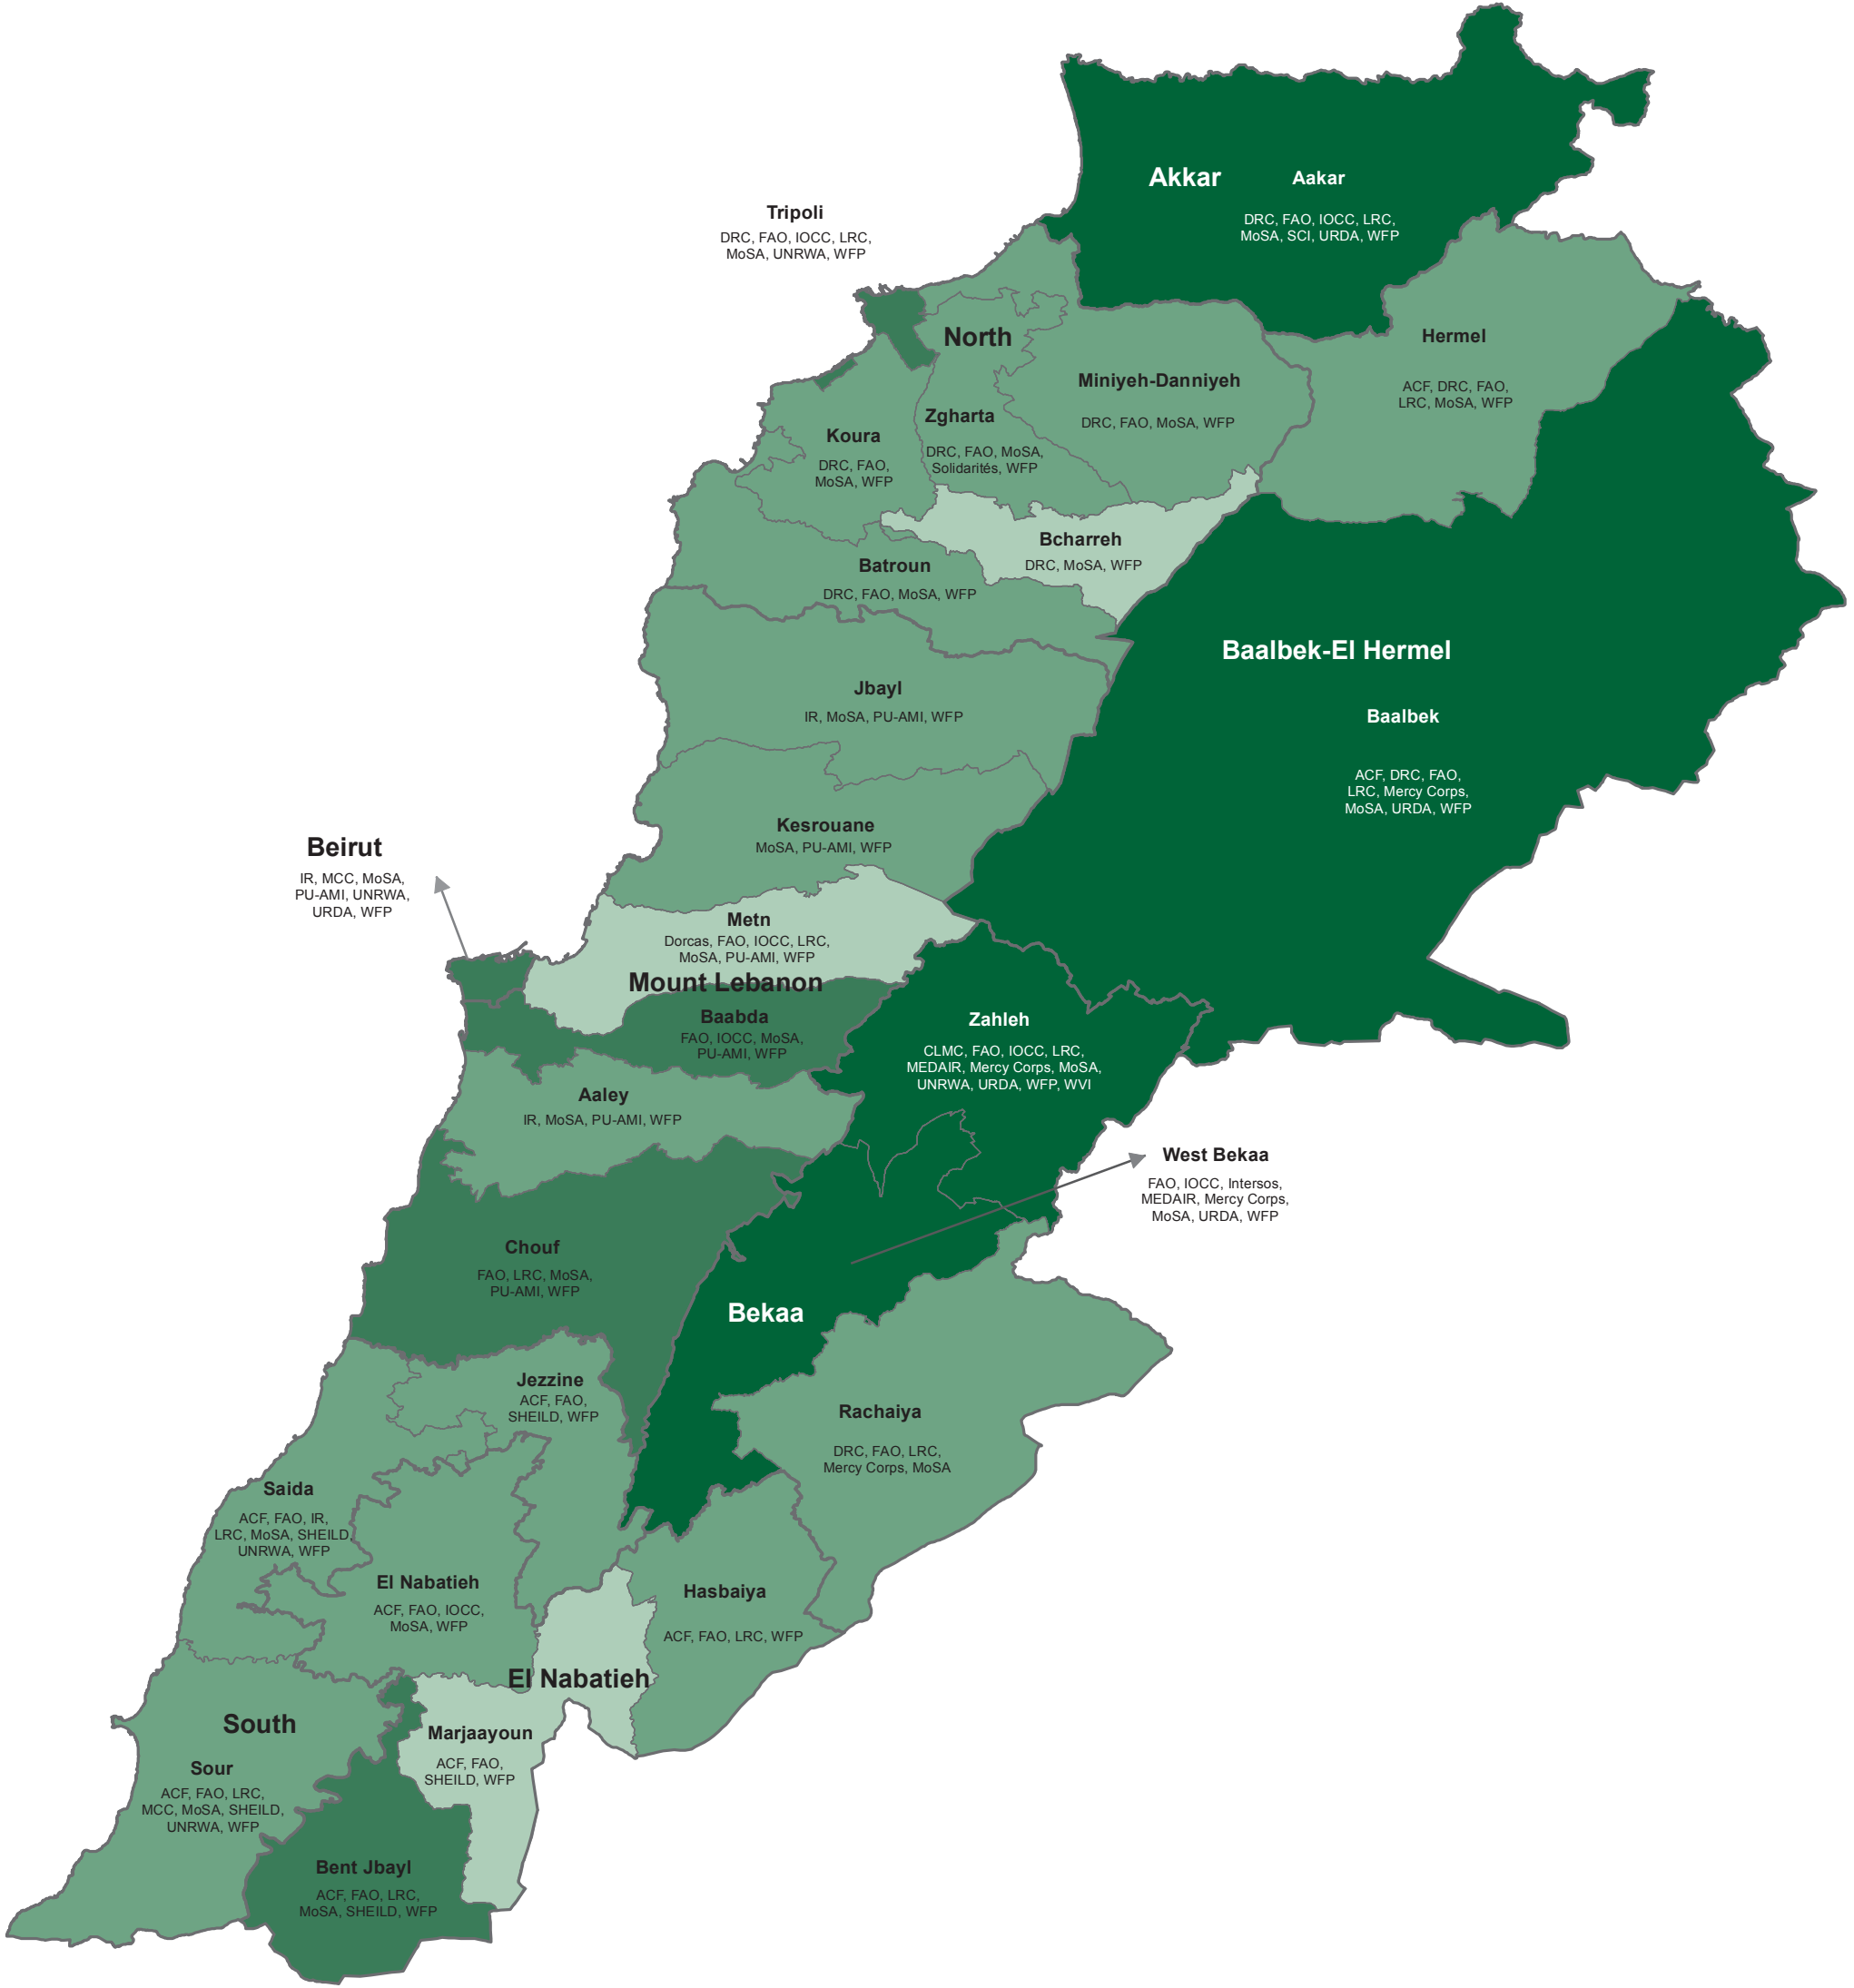 Akkar
Aakar
DRC, FAO, IOCC, LRC,
MoSA, SCI, URDA, WFP
Tripoli
DRC, FAO, IOCC, LRC,
MoSA, UNRWA, WFP
North
Hermel
ACF, DRC, FAO,
LRC, MoSA, WFP
Miniyeh-Danniyeh
DRC, FAO, MoSA, WFP
Zgharta
DRC, FAO, MoSA,
Solidarités, WFP
Koura
DRC, FAO,
MoSA, WFP
Bcharreh
DRC, MoSA, WFP
Batroun
DRC, FAO, MoSA, WFP
Baalbek-El Hermel
Baalbek
ACF, DRC, FAO,
LRC, Mercy Corps,
MoSA, URDA, WFP
Jbayl
IR, MoSA, PU-AMI, WFP
Kesrouane
MoSA, PU-AMI, WFP
Beirut
IR, MCC, MoSA,
PU-AMI, UNRWA,
URDA, WFP
Metn
Dorcas, FAO, IOCC, LRC,
MoSA, PU-AMI, WFP
Mount Lebanon
Baabda
FAO, IOCC, MoSA,
PU-AMI, WFP
Zahleh
CLMC, FAO, IOCC, LRC,
MEDAIR, Mercy Corps, MoSA,
UNRWA, URDA, WFP, WVI
Aaley
IR, MoSA, PU-AMI, WFP
West Bekaa
FAO, IOCC, Intersos,
MEDAIR, Mercy Corps,
MoSA, URDA, WFP
Chouf
FAO, LRC, MoSA,
PU-AMI, WFP
Bekaa
Jezzine
ACF, FAO,
SHEILD, WFP
Rachaiya
DRC, FAO, LRC,
Mercy Corps, MoSA
Saida
ACF, FAO, IR,
LRC, MoSA, SHEILD,
UNRWA, WFP
El Nabatieh
ACF, FAO, IOCC,
MoSA, WFP
Hasbaiya
ACF, FAO, LRC, WFP
El Nabatieh
South
Marjaayoun
ACF, FAO,
SHEILD, WFP
Sour
ACF, FAO, LRC,
MCC, MoSA, SHEILD,
UNRWA, WFP
Bent Jbayl
ACF, FAO, LRC,
MoSA, SHEILD, WFP